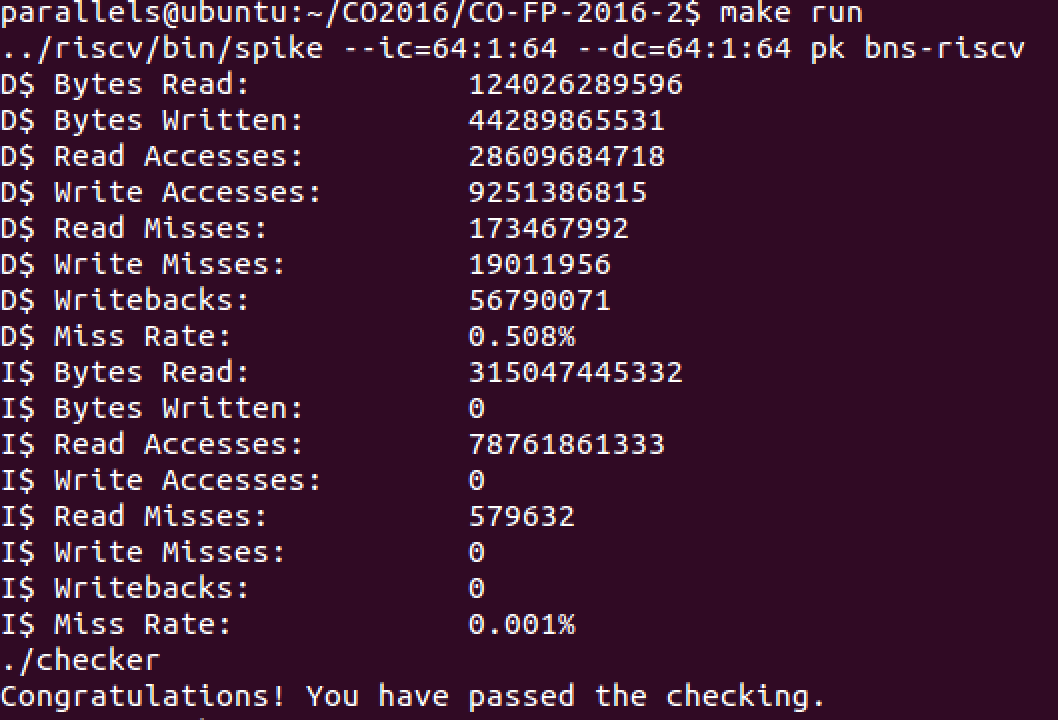 parallels@ubuntu:~/CO2016/CO-FP-2016-2$ make run
../riscv/bin/spike --ic=64:1:64 --dc=64:1:64 pk bns-riscv
D$ Bytes Read: 124026289596
D$ Bytes Written: 44289865531
D$ Read Accesses: 28609684718
D$ Write Accesses: 9251386815
D$ Read Misses: 173467992
D$ Write Misses: 19011956
D$ Writebacks: 56790071
D$ Miss Rate: 0.508%
I$ Bytes Read: 315047445332
I$ Bytes Written: 0
I$ Read Accesses: 78761861333
I$ Write Accesses: 0
I$ Read Misses: 579632
I$ Write Misses: 0
I$ Writebacks: 0
I$ Miss Rate: 0.001%
./checker
Congratulations! You have passed the checking.